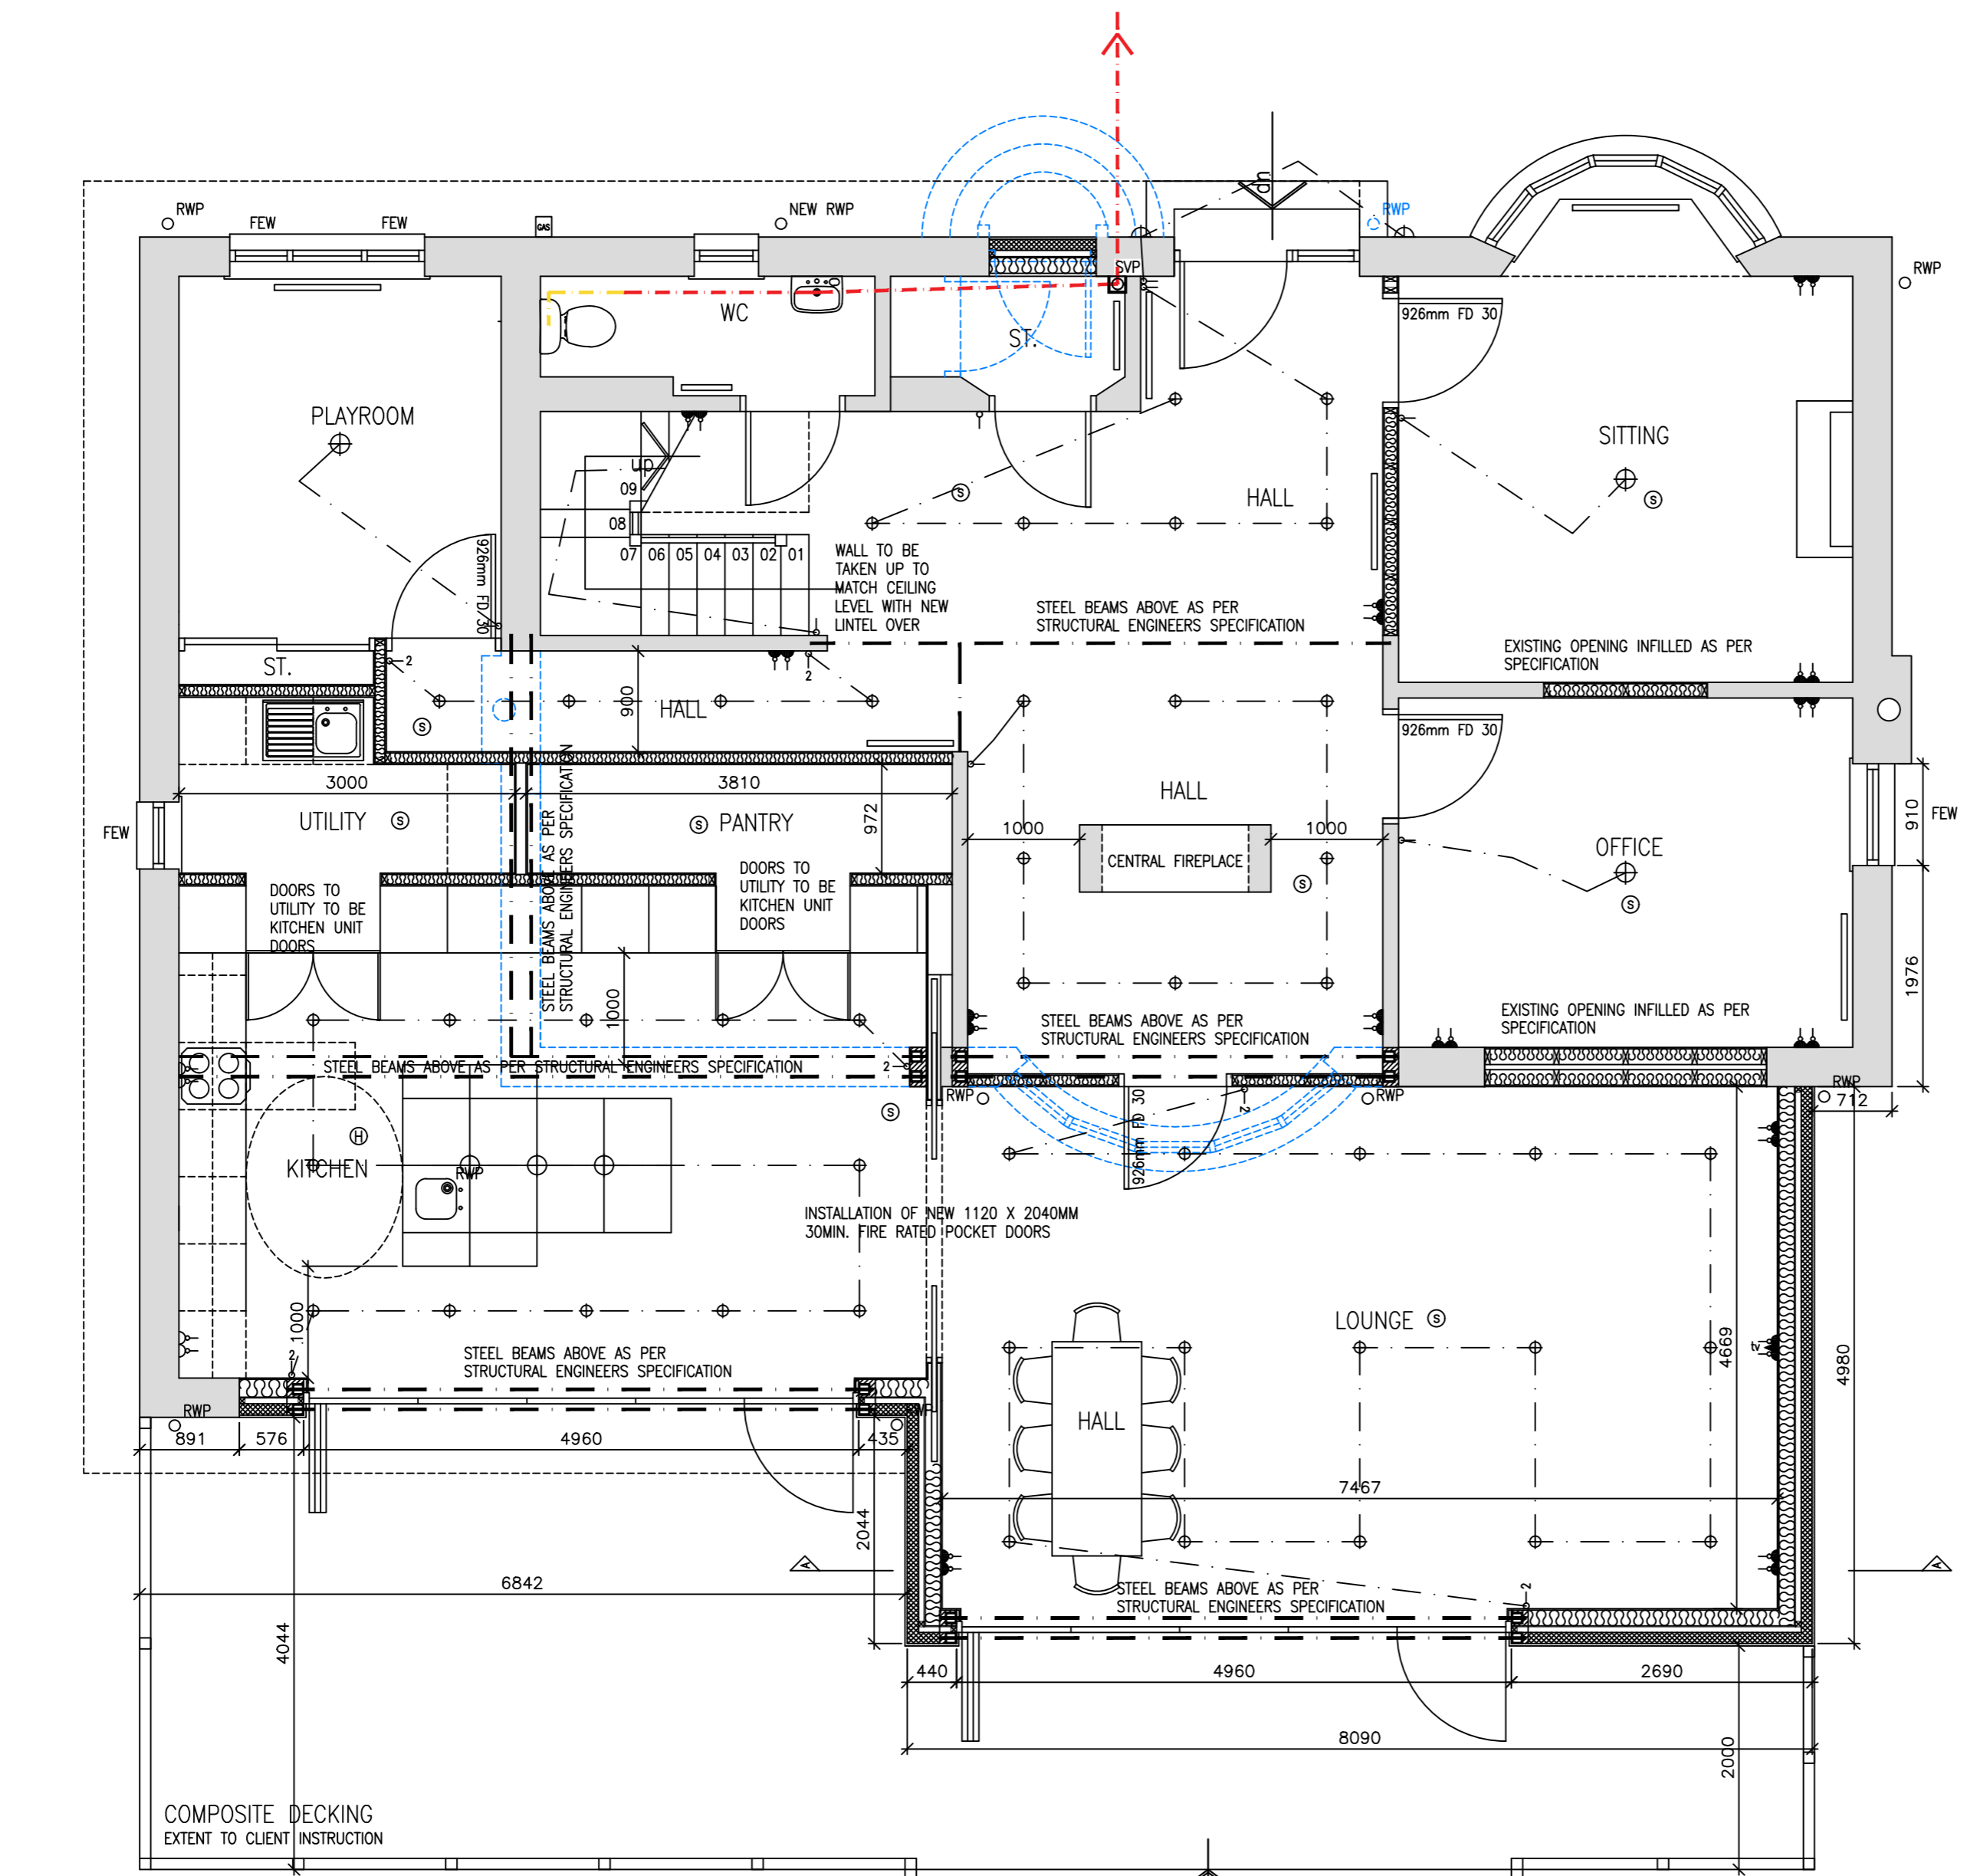 RWP
FEW
FEW
GAS
NEW RWP
dn
RWP
RWP
SVP
WC
ST.
926mm FD 30
PLAYROOM
SITTING
S
up
09
08
07 06 05 04 03 02 01
S
HALL
926mm FD 30
WALL TO BE
TAKEN UP TO
MATCH CEILING
LEVEL WITH NEW
LINTEL OVER
STEEL BEAMS ABOVE AS PER
STRUCTURAL ENGINEERS SPECIFICATION
EXISTING OPENING INFILLED AS PER
SPECIFICATION
ST.
2
2
900
HALL
S
926mm FD 30
3000
3810
972
HALL
UTILITY
S
S
PANTRY
FEW
1000
1000
CENTRAL FIREPLACE
S
OFFICE
S
910
FEW
DOORS TO
UTILITY TO BE
KITCHEN UNIT
DOORS
STEEL BEAMS ABOVE AS PER
STRUCTURAL ENGINEERS SPECIFICATION
DOORS TO
UTILITY TO BE
KITCHEN UNIT
DOORS
1976
1000
STEEL BEAMS ABOVE AS PER
STRUCTURAL ENGINEERS SPECIFICATION
EXISTING OPENING INFILLED AS PER
SPECIFICATION
STEEL BEAMS ABOVE AS PER STRUCTURAL ENGINEERS SPECIFICATION
2
RWP
RWP
RWP
712
S
2
926mm FD 30
H
KITCHEN
RWP
INSTALLATION OF NEW 1120 X 2040MM
30MIN. FIRE RATED POCKET DOORS
1000
2
STEEL BEAMS ABOVE AS PER
STRUCTURAL ENGINEERS SPECIFICATION
LOUNGE
S
4669
tv
4980
RWP
RWP
HALL
891
576
4960
435
7467
2044
A
A
6842
STEEL BEAMS ABOVE AS PER
STRUCTURAL ENGINEERS SPECIFICATION
2
4044
440
4960
2690
8090
2000
COMPOSITE DECKING
EXTENT TO CLIENT INSTRUCTION